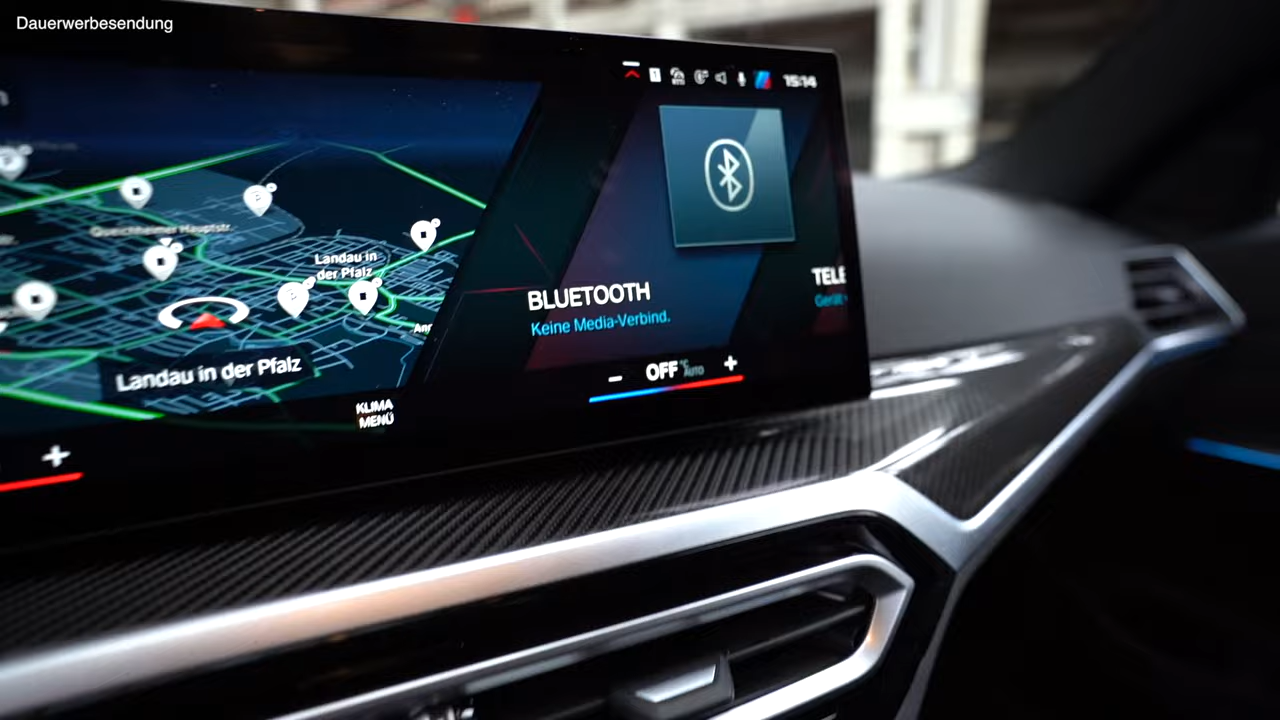 Dauerwerbesendung
15:14
Queichheimer Hauptstr.
Landau in
der Pfalz
TELE
BLUETOOTH
Keine Media-Verbind.
Landau in der Pfalz
− OFF °C AUTO +
KLIMA
MENÜ
+